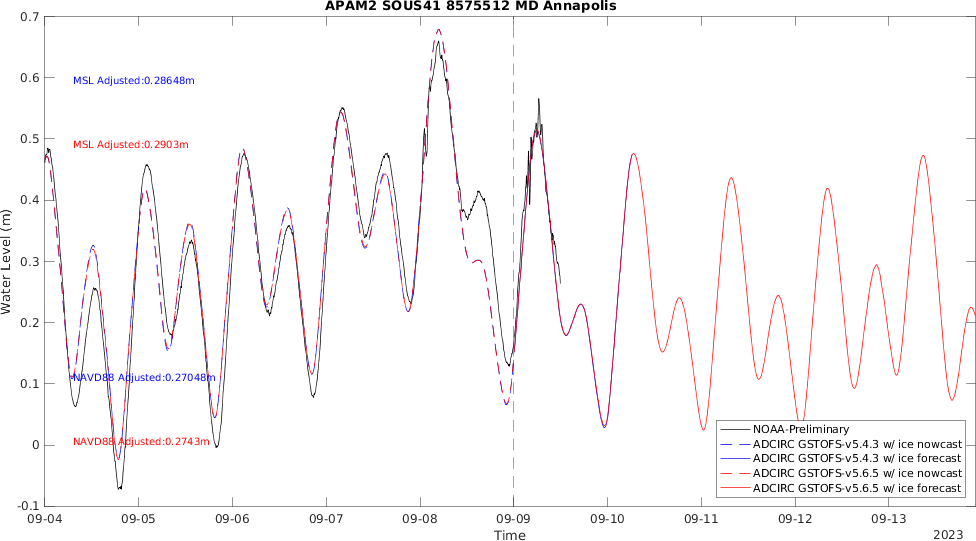 APAM2 SOUS41 8575512 MD Annapolis
0.7
0.6
0.5
0.4
0.3
0.2
0.1
0
-0.1
Water Level (m)
MSL Adjusted:0.28648m
MSL Adjusted:0.2903m
NAVD88 Adjusted:0.27048m
NAVD88 Adjusted:0.2743m
NOAA-Preliminary
ADCIRC GSTOFS-v5.4.3 w/ ice nowcast
ADCIRC GSTOFS-v5.4.3 w/ ice forecast
ADCIRC GSTOFS-v5.6.5 w/ ice nowcast
ADCIRC GSTOFS-v5.6.5 w/ ice forecast
09-04 09-05 09-06 09-07 09-08 09-09 09-10 09-11 09-12 09-13
Time
2023